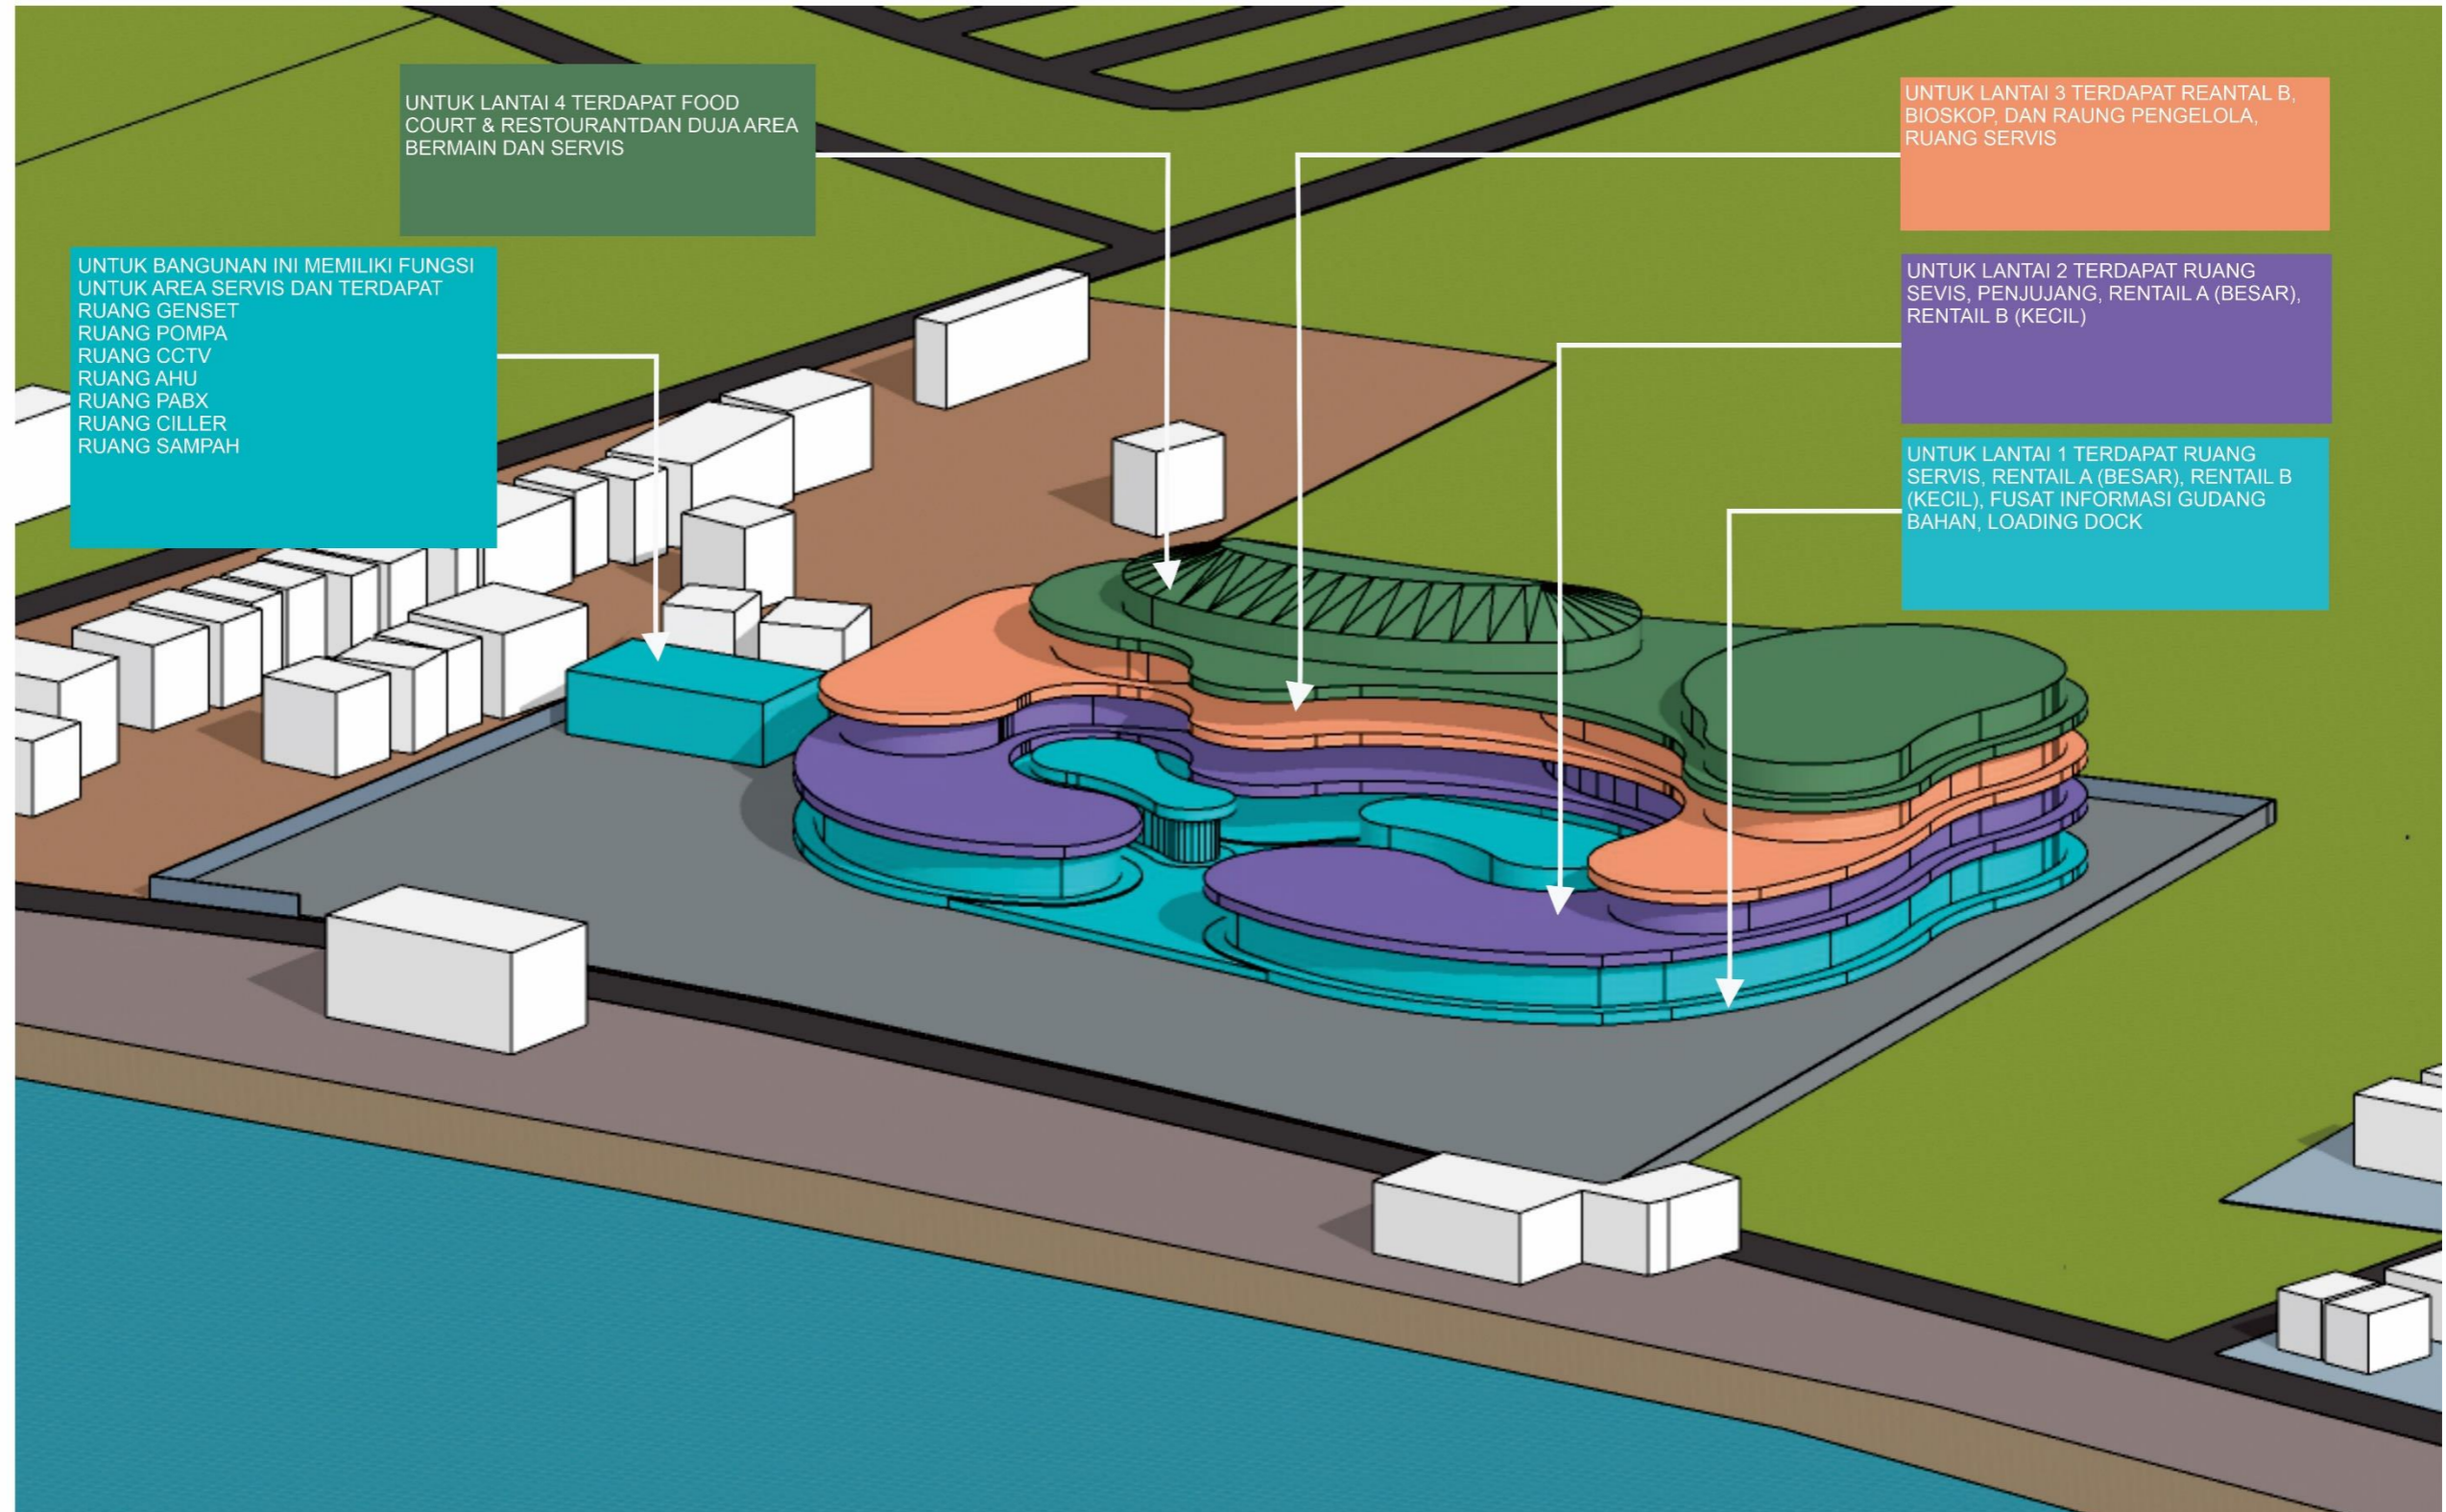 UNTUK LANTAI 4 TERDAPAT FOOD
COURT & RESTOURANTDAN DUJA AREA
BERMAIN DAN SERVIS
UNTUK BANGUNAN INI MEMILIKI FUNGSI
UNTUK AREA SERVIS DAN TERDAPAT
RUANG GENSET
RUANG POMPA
RUANG CCTV
RUANG AHU
RUANG PABX
RUANG CILLER
RUANG SAMPAH
UNTUK LANTAI 3 TERDAPAT REANTAL B,
BIOSKOP, DAN RAUNG PENGELOLA,
RUANG SERVIS
UNTUK LANTAI 2 TERDAPAT RUANG
SEVIS, PENJUJANG, RENTAIL A (BESAR),
RENTAIL B (KECIL)
UNTUK LANTAI 1 TERDAPAT RUANG
SERVIS, RENTAIL A (BESAR), RENTAIL B
(KECIL), FUSAT INFORMASI GUDANG
BAHAN, LOADING DOCK